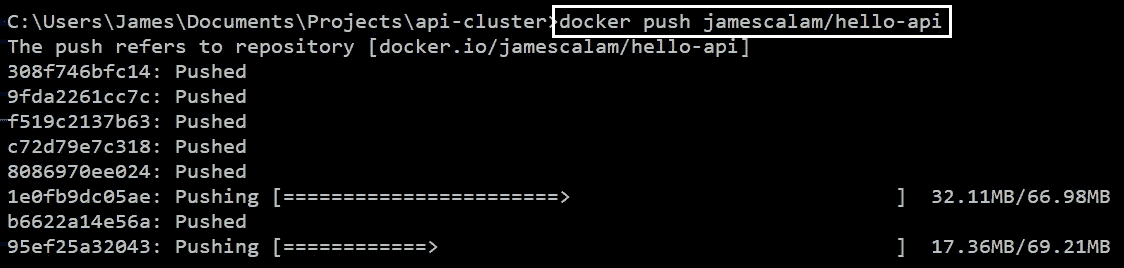 C:\Users\James\Documents\Projects\api-cluster>docker push jamescalam/hello-api
The push refers to repository [docker.io/jamescalam/hello-api]
308f746bfc14: Pushed
9fda2261cc7c: Pushed
f519c2137b63: Pushed
c72d79e7c318: Pushed
8086970ee024: Pushed
1e0fb9dc05ae: Pushing [=======================>                           ]  32.11MB/66.98MB
b6622a14e56a: Pushed
95ef25a32043: Pushing [============>                                      ]  17.36MB/69.21MB